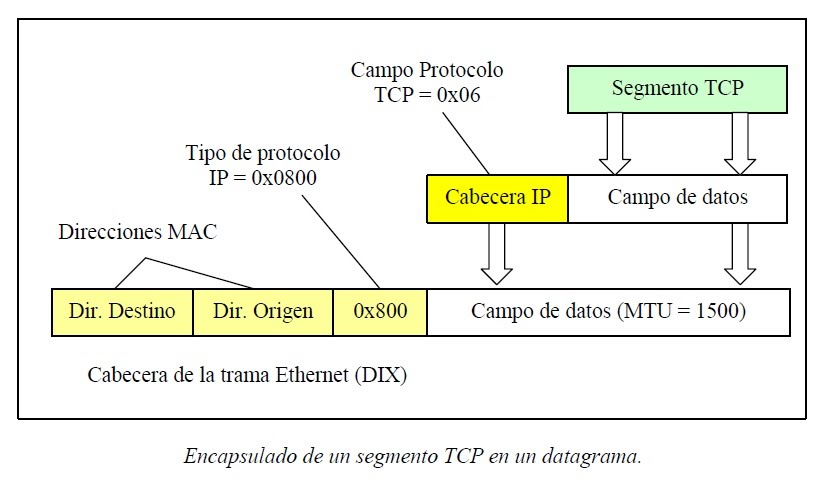 Campo Protocolo
TCP = 0x06
Segmento TCP
Tipo de protocolo
IP = 0x0800
Cabecera IP
Campo de datos
Direcciones MAC
Dir. Destino
Dir. Origen
0x800
Campo de datos (MTU = 1500)
Cabecera de la trama Ethernet (DIX)
Encapsulado de un segmento TCP en un datagrama.